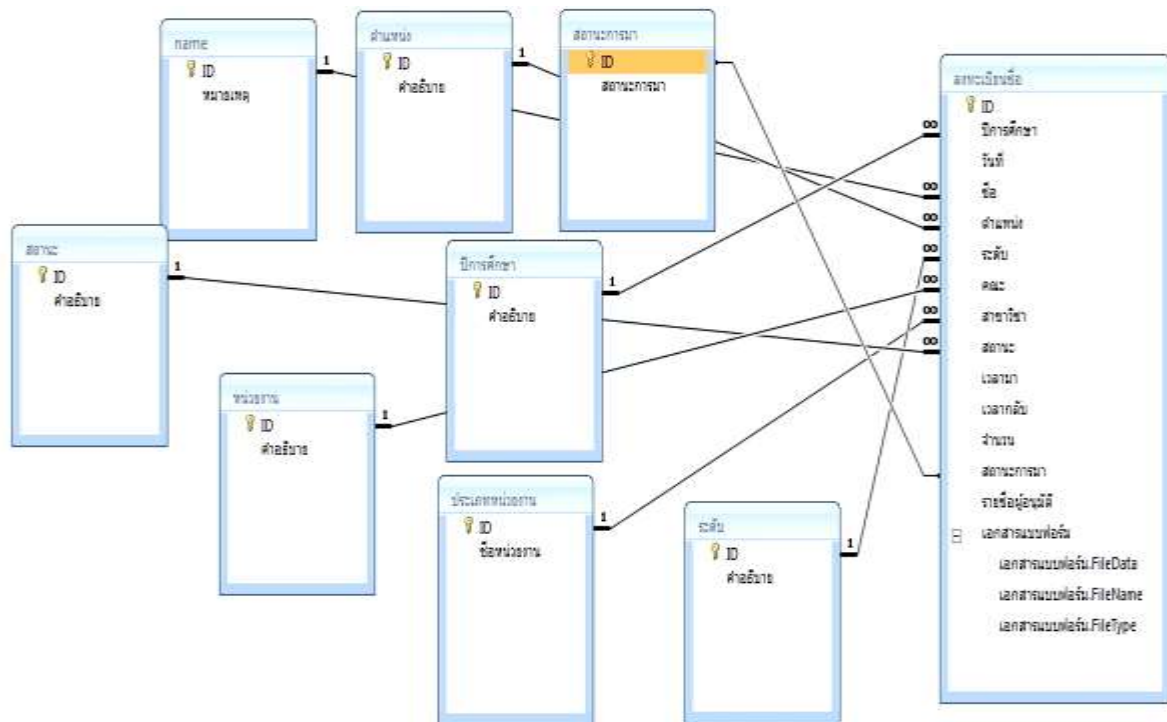 name
ID
หมายเหตุ
1
ตำแหน่ง
ID
คำอธิบาย
1
สถานะการมา
ID
สถานะการมา
ลงทะเบียนชื่อ
ID
ปีการศึกษา
วันที่
ชื่อ
ตำแหน่ง
ระดับ
คณะ
สาขาวิชา
สถานะ
เวลามา
เวลากลับ
จำนวน
สถานะการมา
รายชื่อผู้อนุมัติ
เอกสารแบบฟอร์ม
เอกสารแบบฟอร์ม.FileData
เอกสารแบบฟอร์ม.FileName
เอกสารแบบฟอร์ม.FileType
∞
∞
∞
∞
∞
∞
∞
สถานะ
ID
คำอธิบาย
1
ปีการศึกษา
ID
คำอธิบาย
1
หน่วยงาน
ID
คำอธิบาย
1
ประเภทหน่วยงาน
ID
ชื่อหน่วยงาน
1
ระดับ
ID
คำอธิบาย
1